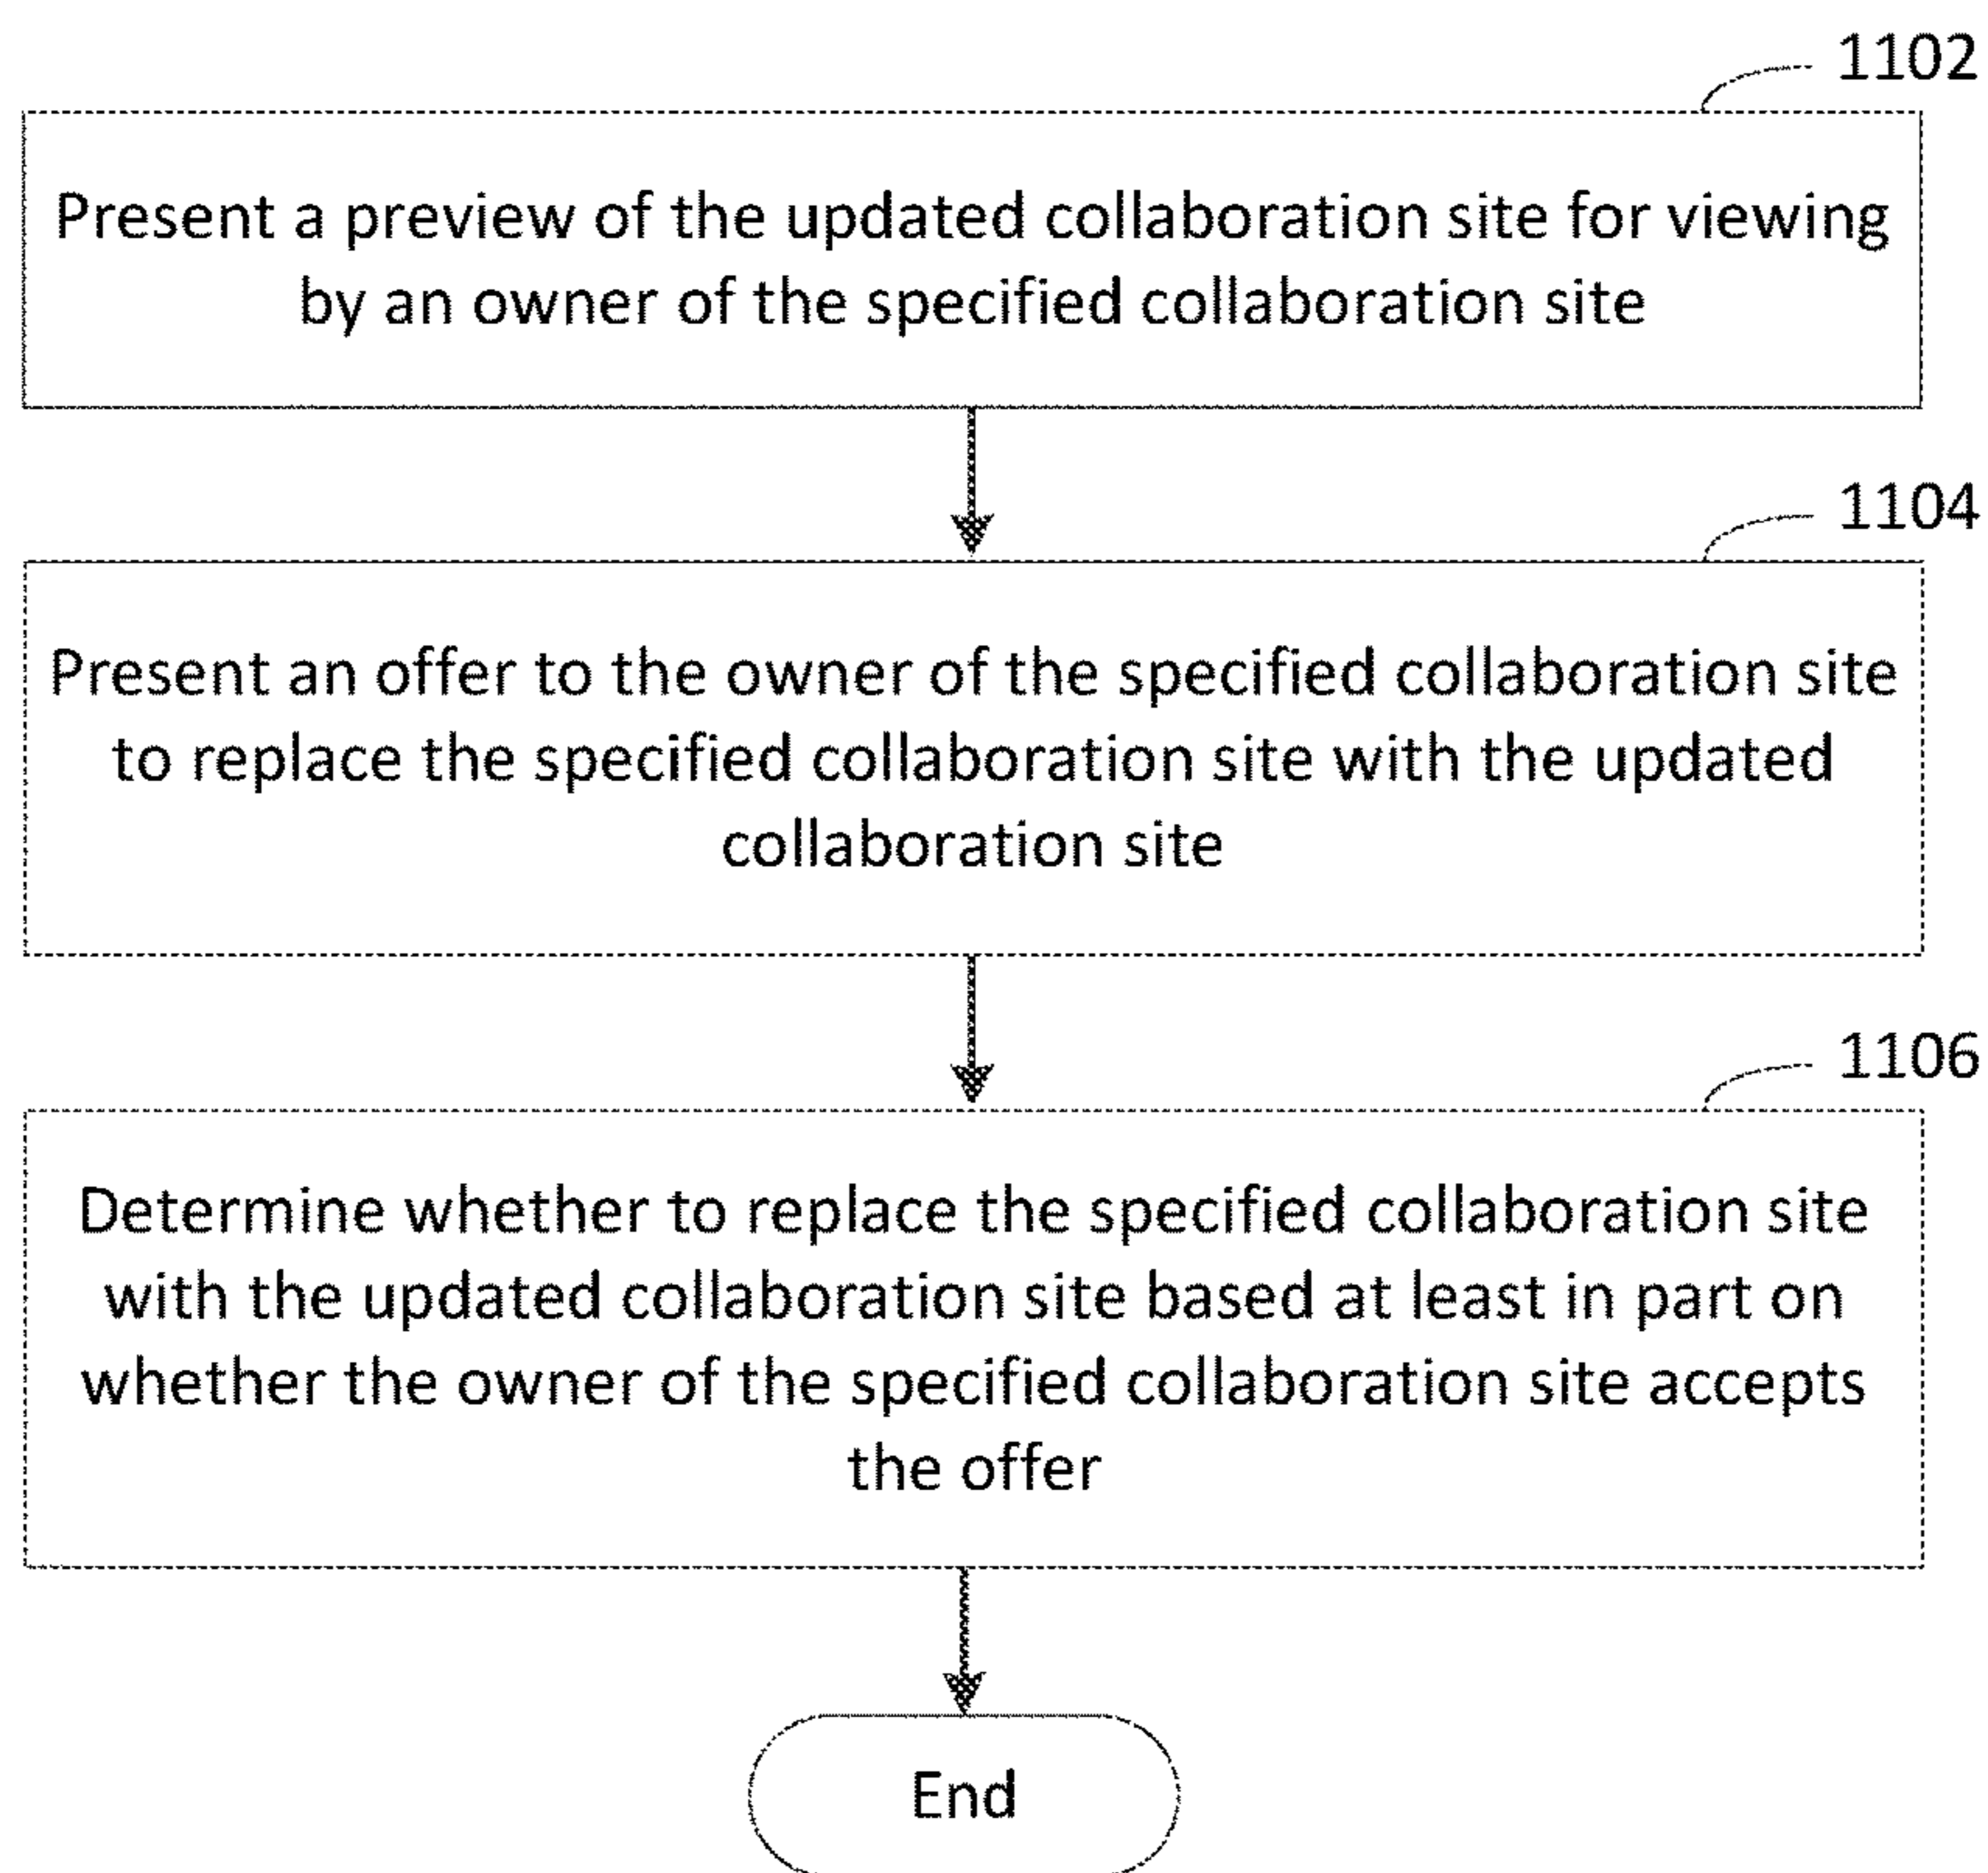 1102
Present a preview of the updated collaboration site for viewing
by an owner of the specified collaboration site
1104
Present an offer to the owner of the specified collaboration site
to replace the specified collaboration site with the updated
collaboration site
1106
Determine whether to replace the specified collaboration site
with the updated collaboration site based at least in part on
whether the owner of the specified collaboration site accepts
the offer
End